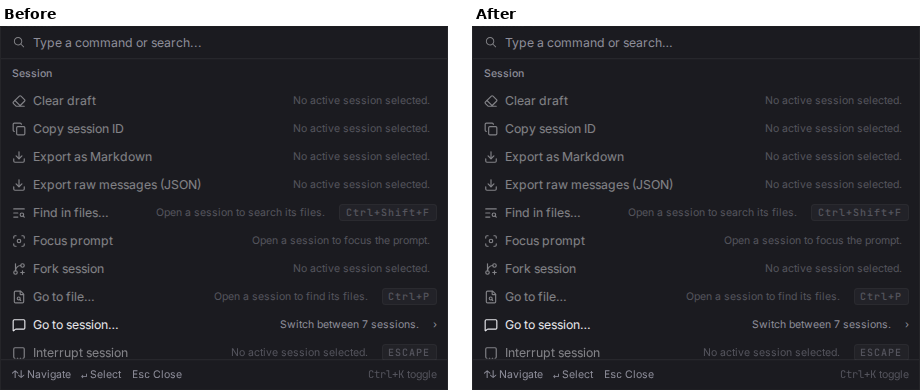 Before
Type a command or search...
Session
Clear draft No active session selected.
Copy session ID No active session selected.
Export as Markdown No active session selected.
Export raw messages (JSON) No active session selected.
Find in files... Open a session to search its files. Ctrl+Shift+F
Focus prompt Open a session to focus the prompt.
Fork session No active session selected.
Go to file... Open a session to find its files. Ctrl+P
Go to session... Switch between 7 sessions. ›
Interrupt session No active session selected. ESCAPE
↑↓ Navigate ↵ Select Esc Close Ctrl+K toggle
After
Type a command or search...
Session
Clear draft No active session selected.
Copy session ID No active session selected.
Export as Markdown No active session selected.
Export raw messages (JSON) No active session selected.
Find in files... Open a session to search its files. Ctrl+Shift+F
Focus prompt Open a session to focus the prompt.
Fork session No active session selected.
Go to file... Open a session to find its files. Ctrl+P
Go to session... Switch between 7 sessions. ›
Interrupt session No active session selected. ESCAPE
↑↓ Navigate ↵ Select Esc Close Ctrl+K toggle